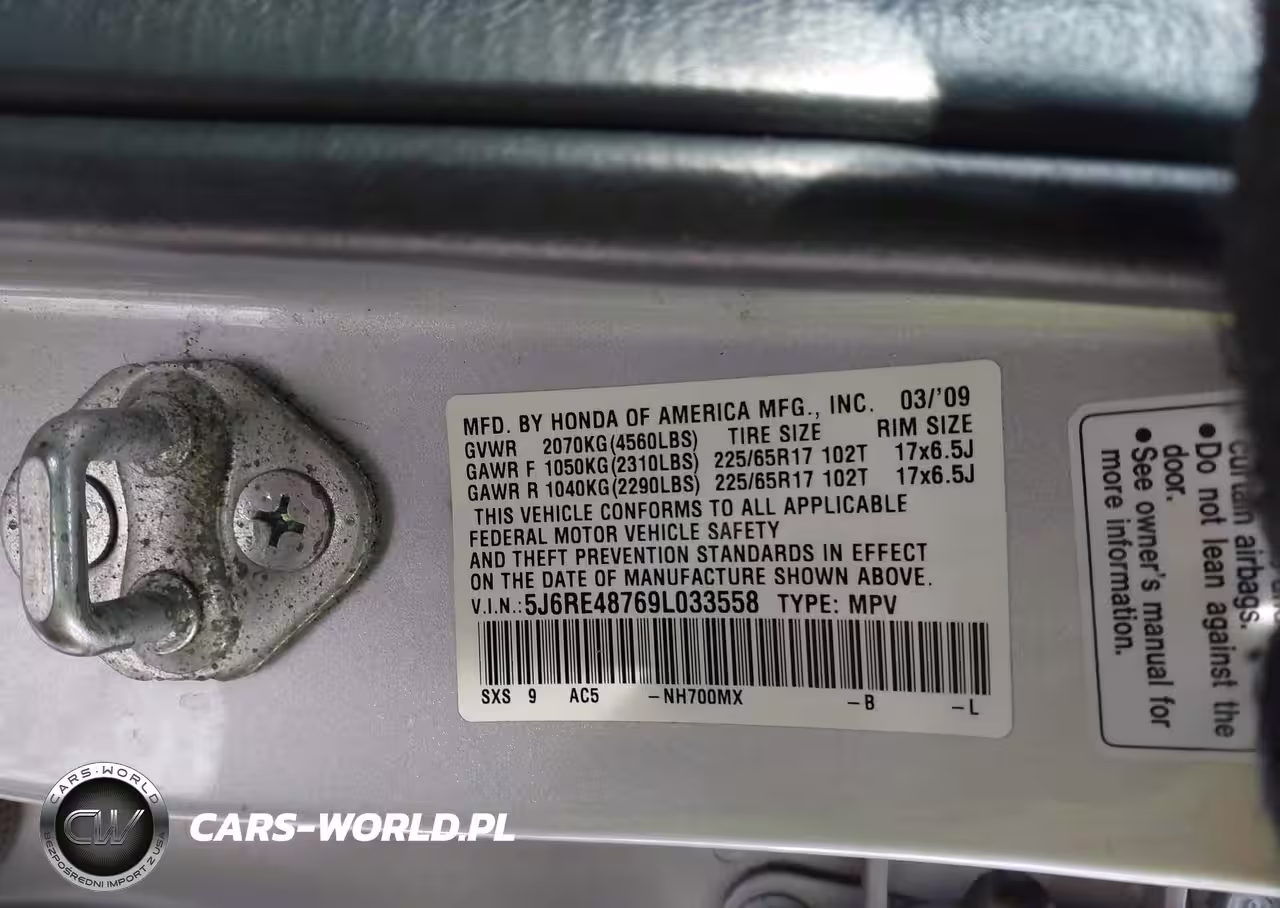 MFD. BY HONDA OF AMERICA MFG., INC. 03/'09
GVWR 2070KG(4560LBS) TIRE SIZE RIM SIZE
GAWR F 1050KG(2310LBS) 225/65R17 102T 17x6.5J
GAWR R 1040KG(2290LBS) 225/65R17 102T 17x6.5J
THIS VEHICLE CONFORMS TO ALL APPLICABLE
FEDERAL MOTOR VEHICLE SAFETY
AND THEFT PREVENTION STANDARDS IN EFFECT
ON THE DATE OF MANUFACTURE SHOWN ABOVE.
V.I.N.: 5J6RE48769L033558 TYPE: MPV
SXS 9 AC5 -NH700MX -B -L
curtain airbags.
●Do not lean against the
door.
●See owner's manual for
more information.
CARS-WORLD
CW
BEZPOŚREDNI IMPORT Z USA
CARS-WORLD.PL